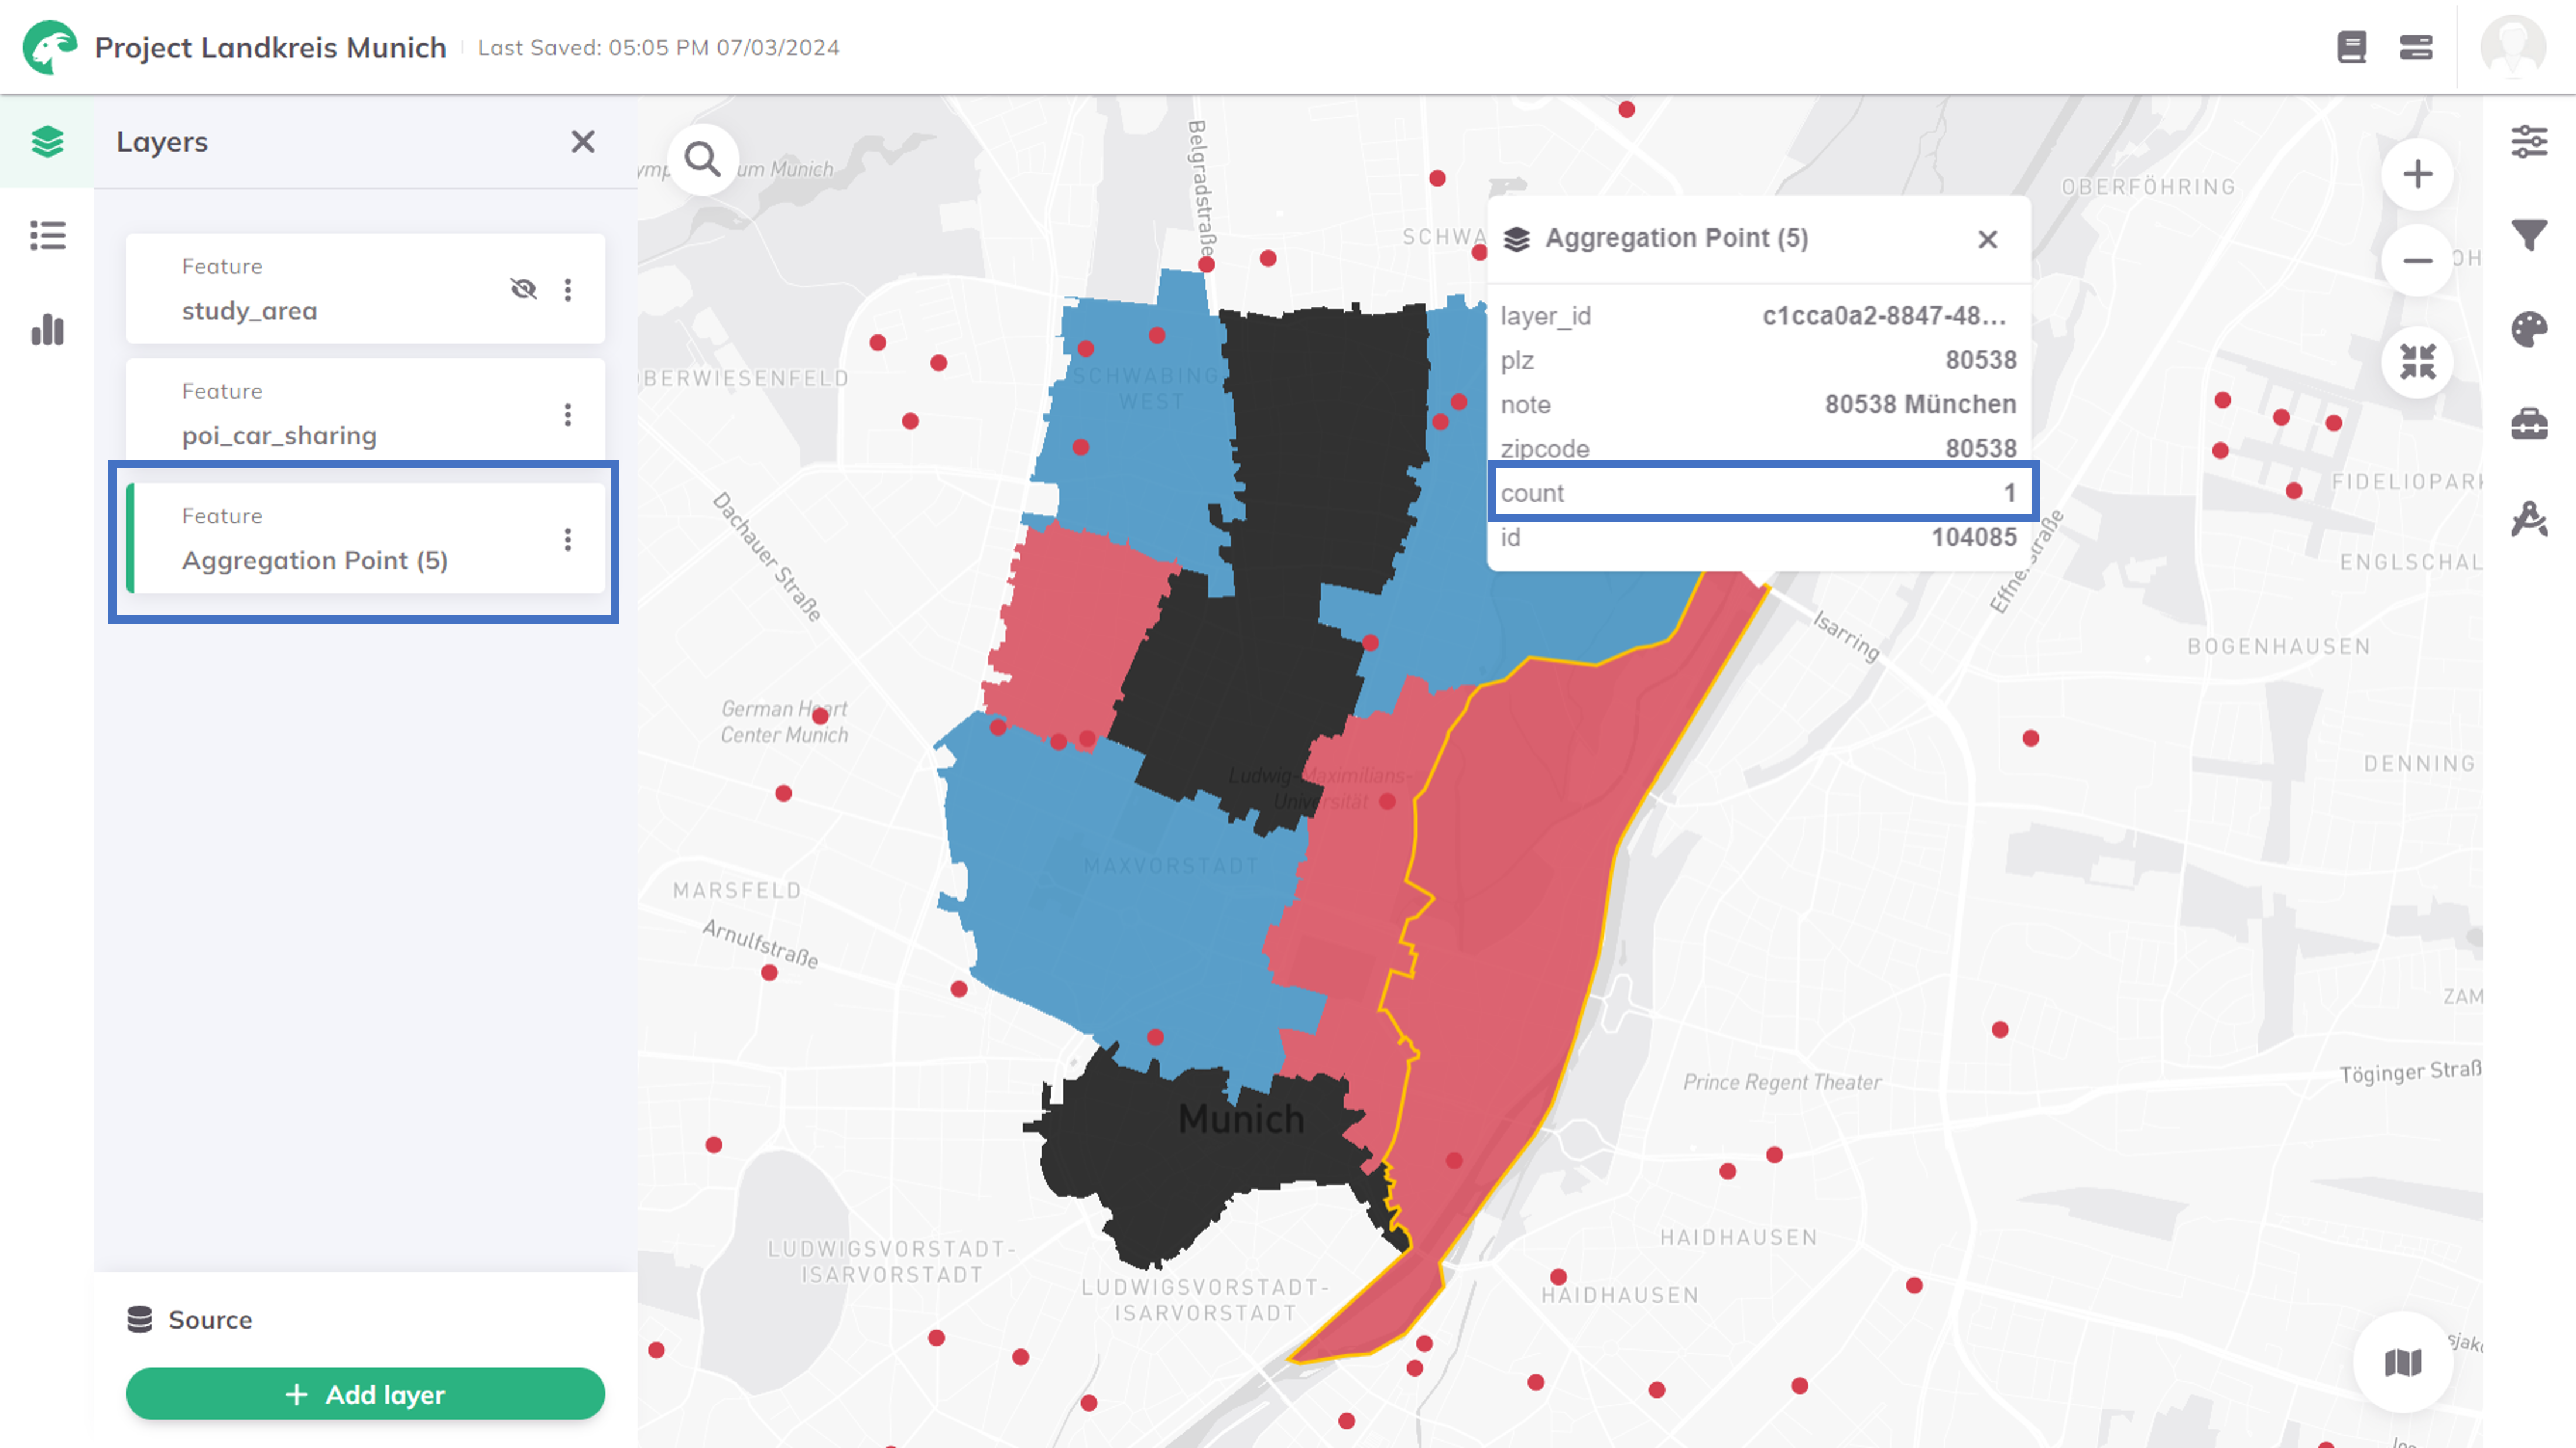 Project Landkreis Munich
Last Saved: 05:05 PM 07/03/2024
Layers
Feature
study_area
Feature
poi_car_sharing
Feature
Aggregation Point (5)
Source
+ Add layer
um Munich
Belgradstraße
SCHWA
OBERFÖHRING
Aggregation Point (5)
layer_id c1cca0a2-8847-48...
plz 80538
note 80538 München
zipcode 80538
count 1
id 104085
BERWIESENFELD
SCHWABING
WEST
Dachauer Straße
FIDELIOPARK
Effnerstraße
ENGLSCHAL
Isarring
BOGENHAUSEN
German Heart
Center Munich
DENNING
Ludwig-Maximilians-
Universität
MAXVORSTADT
MARSFELD
Arnulfstraße
ZAM
Prince Regent Theater
Töginger Straß
Munich
HAIDHAUSEN
LUDWIGSVORSTADT-
ISARVORSTADT
LUDWIGSVORSTADT-
ISARVORSTADT
HAIDHAUSEN